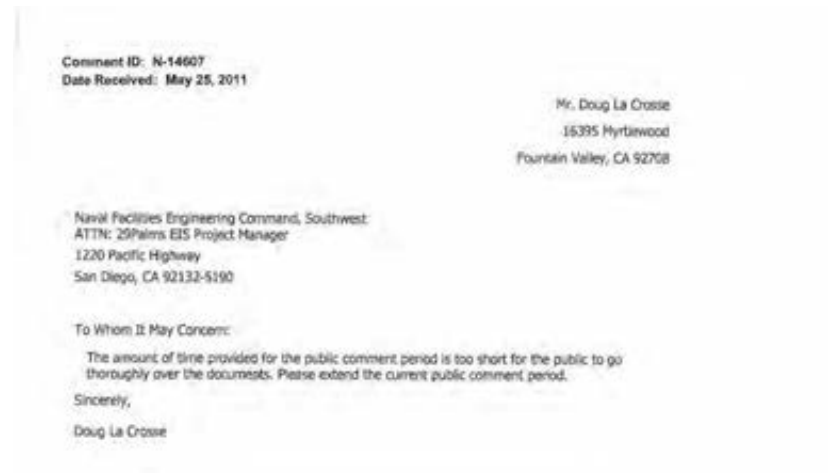 Comment ID: N-14607
Date Received: May 25, 2011
Mr. Doug La Crosse
16395 Myrtlewood
Fountain Valley, CA 92708
Naval Facilities Engineering Command, Southwest
ATTN: 29Palms EIS Project Manager
1220 Pacific Highway
San Diego, CA 92132-5190
To Whom It May Concern:
The amount of time provided for the public comment period is too short for the public to go
thoroughly over the documents. Please extend the current public comment period.
Sincerely,
Doug La Crosse